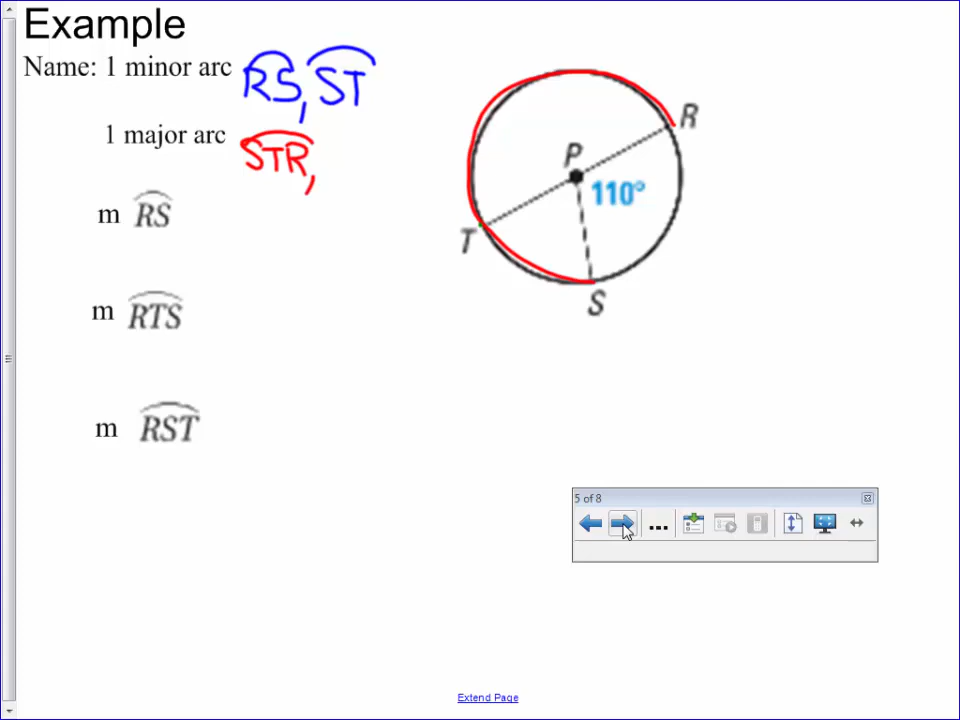 Example
Name: 1 minor arc RS, ST
1 major arc STR,
m RS
m RTS
m RST
R
P
110°
T
S
5 of 8
...
Extend Page